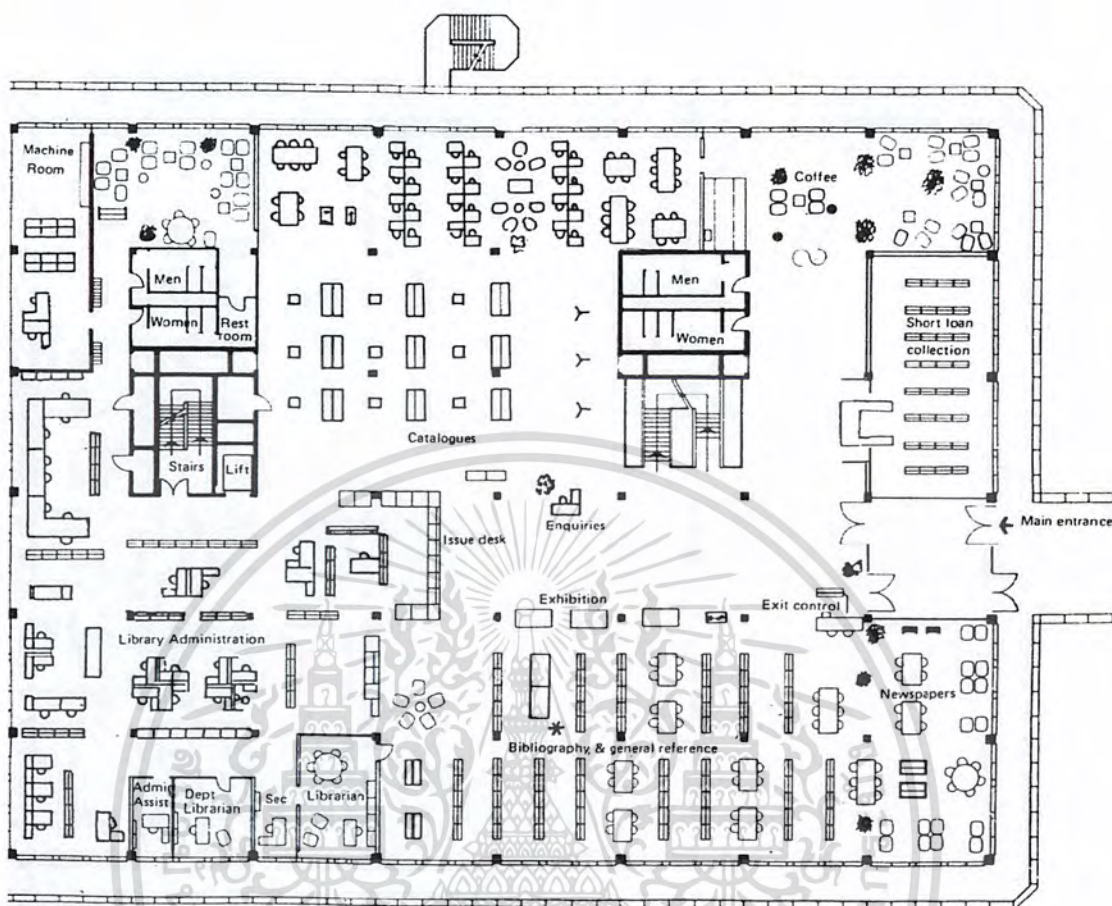 Machine
Room
Coffee
Men
Women
Rest
room
Men
Women
Short loan
collection
Catalogues
Stairs
Lift
Issue desk
Enquiries
Main entrance
Exhibition
Exit control
Library Administration
Newspapers
Bibliography, & general reference
Admin
Assist
Dept
Librarian
Sec
Librarian